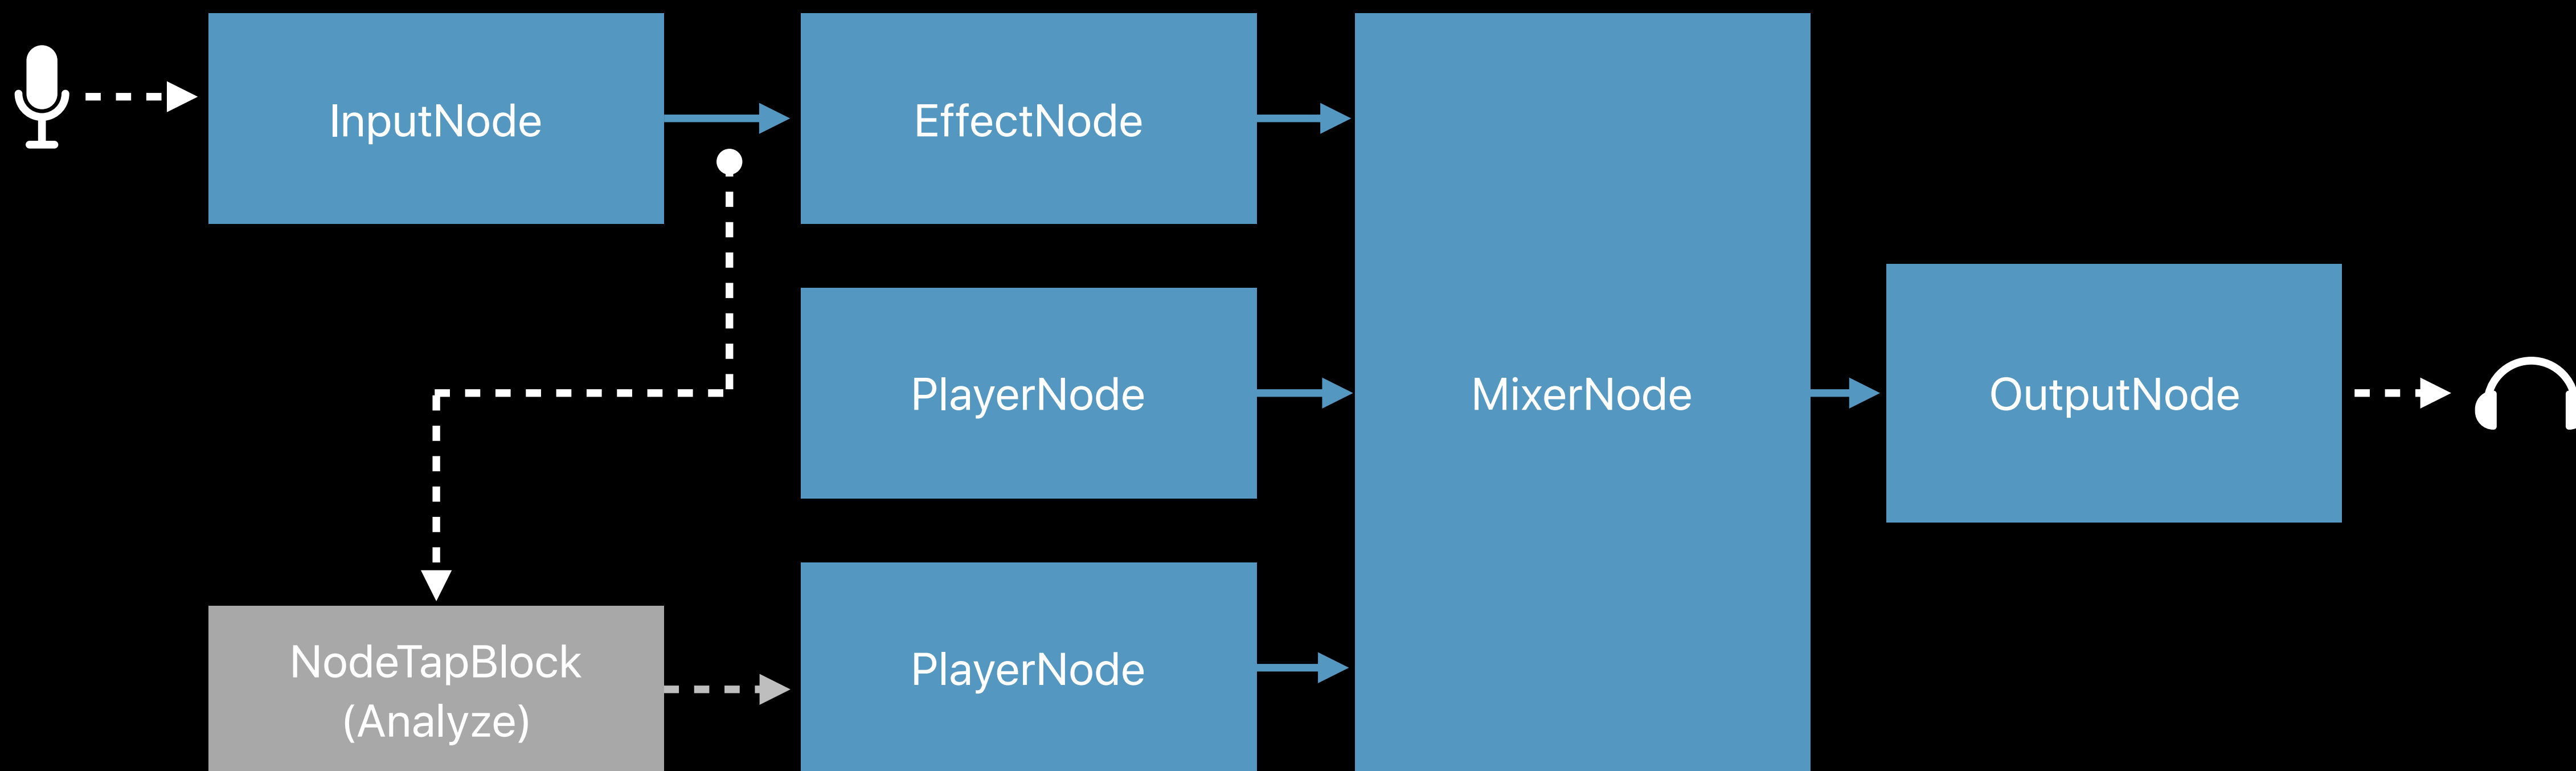 InputNode
EffectNode
PlayerNode
MixerNode
OutputNode
NodeTapBlock
(Analyze)
PlayerNode